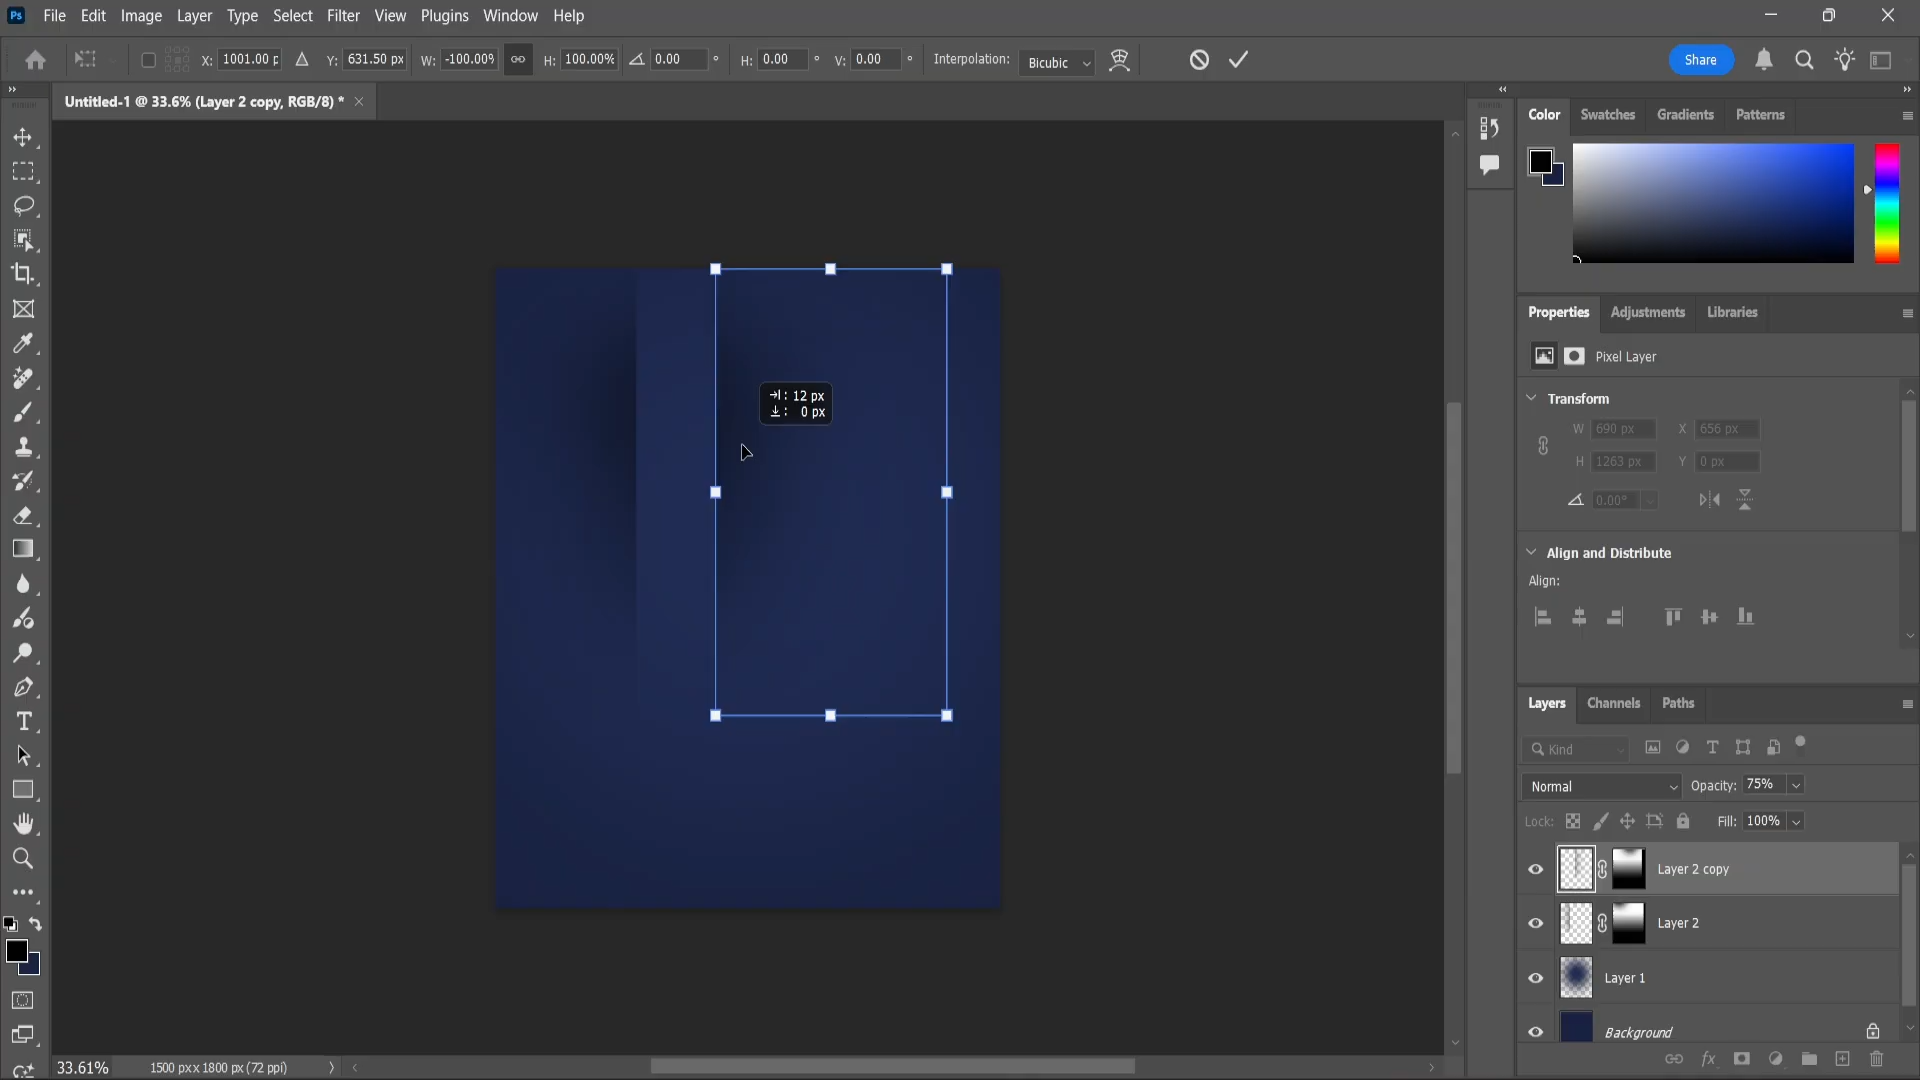 Ps File Edit Image Layer Type Select Filter View Plugins Window Help
X: 1001.00 p Y: 631.50 px W: -100.00% H: 100.00% 0.00 ° H: 0.00 ° V: 0.00 ° Interpolation: Bicubic Share
Untitled-1 @ 33.6% (Layer 2 copy, RGB/8) *
Color Swatches Gradients Patterns
: 12 px
: 0 px
Properties Adjustments Libraries
Pixel Layer
Transform
W 690 px X 656 px
H 1263 px Y 0 px
0.00°
Align and Distribute
Align:
Layers Channels Paths
Kind
Normal Opacity: 75%
Lock: Fill: 100%
Layer 2 copy
Layer 2
Layer 1
Background
33.61% 1500 px x 1800 px (72 ppi)